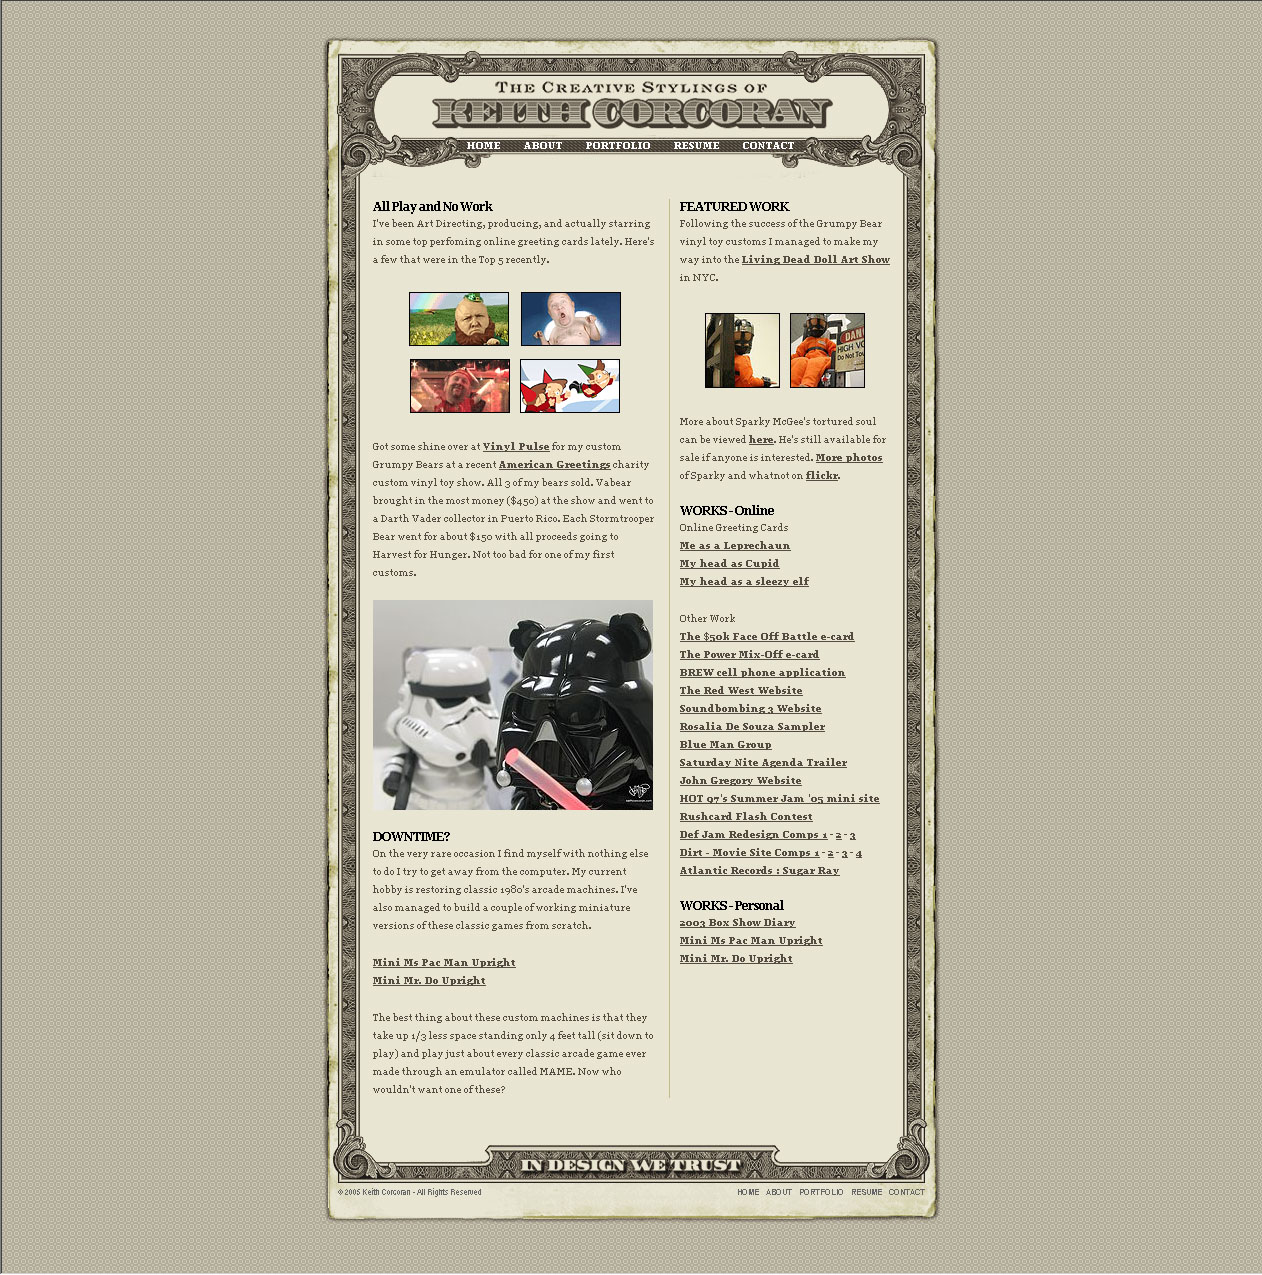 THE CREATIVE STYLINGS OF
KEITH CORCORAN
HOME ABOUT PORTFOLIO RESUME CONTACT
All Play and No Work
I've been Art Directing, producing, and actually starring
in some top perfoming online greeting cards lately. Here's
a few that were in the Top 5 recently.
Got some shine over at Vinyl Pulse for my custom
Grumpy Bears at a recent American Greetings charity
custom vinyl toy show. All 3 of my bears sold. Vabear
brought in the most money ($450) at the show and went to
a Darth Vader collector in Puerto Rico. Each Stormtrooper
Bear went for about $150 with all proceeds going to
Harvest for Hunger. Not too bad for one of my first
customs.
DOWNTIME?
On the very rare occasion I find myself with nothing else
to do I try to get away from the computer. My current
hobby is restoring classic 1980's arcade machines. I've
also managed to build a couple of working miniature
versions of these classic games from scratch.
Mini Ms Pac Man Upright
Mini Mr. Do Upright
The best thing about these custom machines is that they
take up 1/3 less space standing only 4 feet tall (sit down to
play) and play just about every classic arcade game ever
made through an emulator called MAME. Now who
wouldn't want one of these?
FEATURED WORK
Following the success of the Grumpy Bear
vinyl toy customs I managed to make my
way into the Living Dead Doll Art Show
in NYC.
DAN
HIGH VO
Do Not Tou
More about Sparky McGee's tortured soul
can be viewed here. He's still available for
sale if anyone is interested. More photos
of Sparky and whatnot on flickr.
WORKS - Online
Online Greeting Cards
Me as a Leprechaun
My head as Cupid
My head as a sleezy elf
Other Work
The $50k Face Off Battle e-card
The Power Mix-Off e-card
BREW cell phone application
The Red West Website
Soundbombing 3 Website
Rosalia De Souza Sampler
Blue Man Group
Saturday Nite Agenda Trailer
John Gregory Website
HOT 97's Summer Jam '05 mini site
Rushcard Flash Contest
Def Jam Redesign Comps 1 - 2 - 3
Dirt - Movie Site Comps 1 - 2 - 3 - 4
Atlantic Records : Sugar Ray
WORKS - Personal
2003 Box Show Diary
Mini Ms Pac Man Upright
Mini Mr. Do Upright
IN DESIGN WE TRUST
© 2005 Keith Corcoran - All Rights Reserved
HOME ABOUT PORTFOLIO RESUME CONTACT